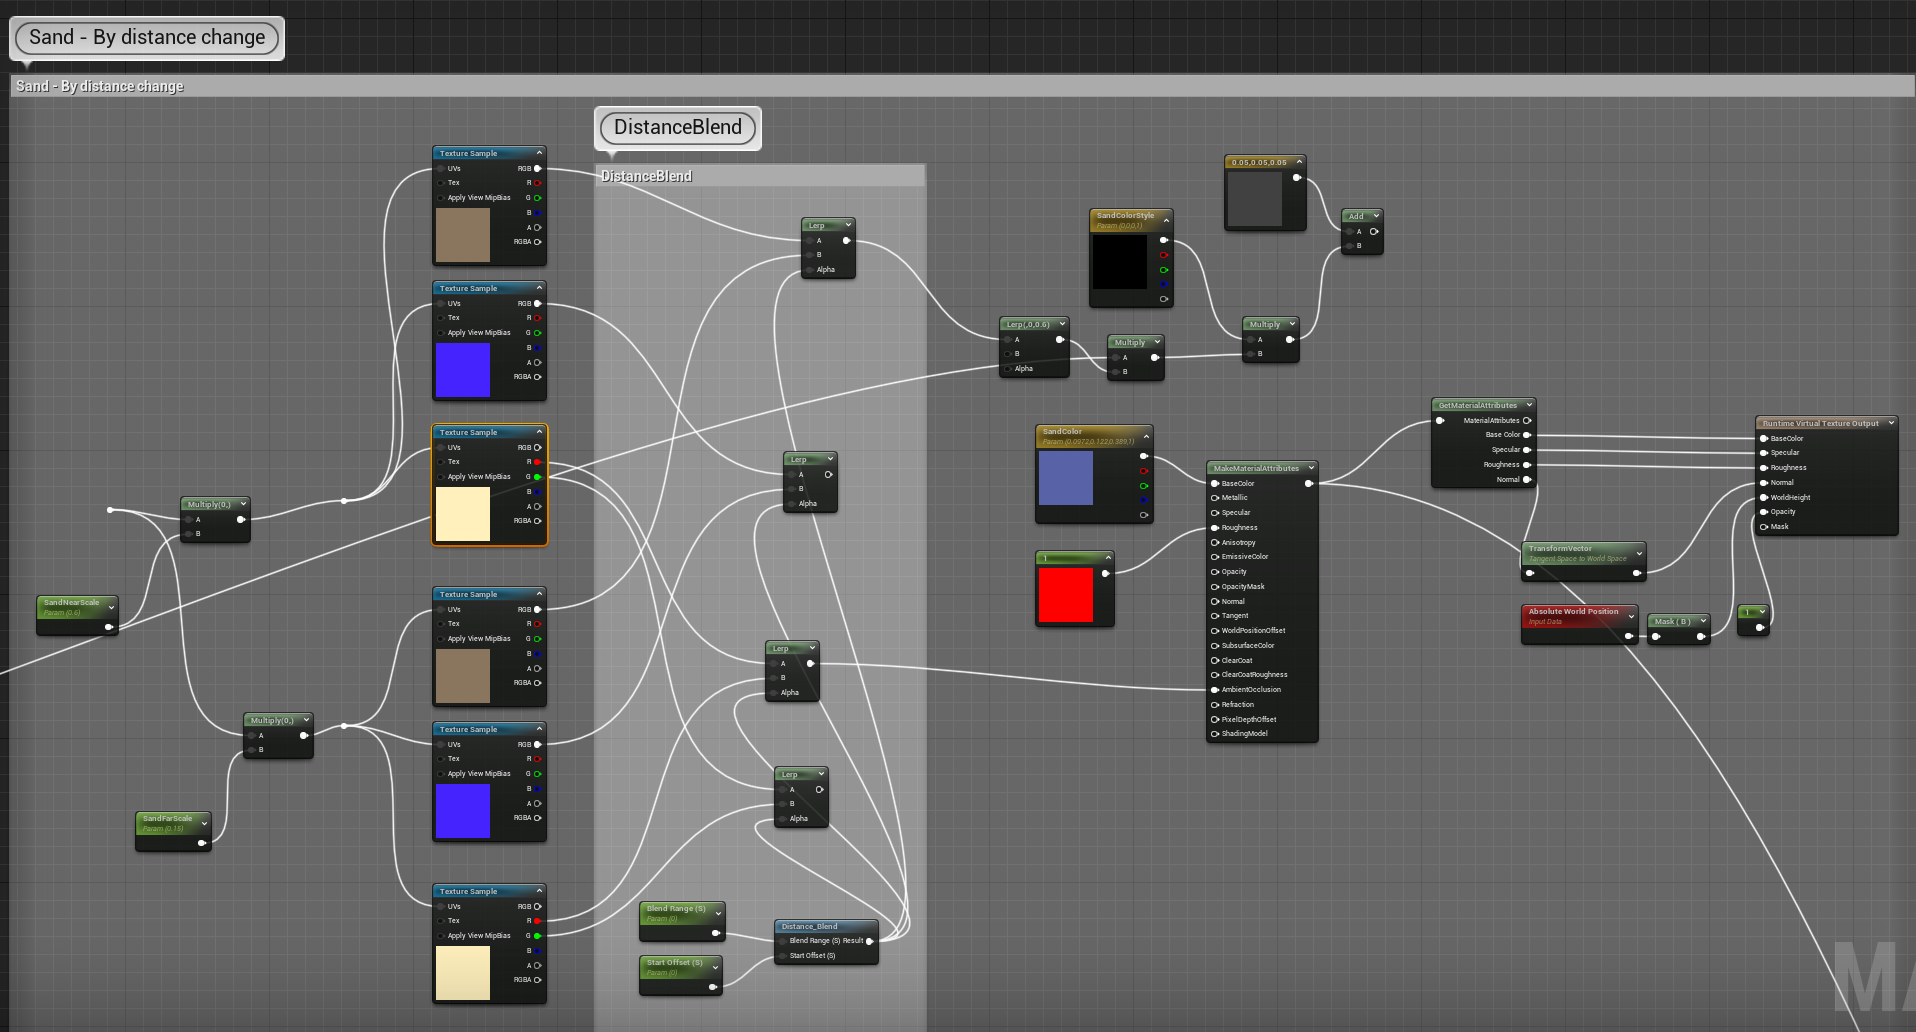 Sand - By distance change
Sand - By distance change
DistanceBlend
DistanceBlend
Texture Sample
UVs RGB
Tex R
Apply View MipBias G
B
A
RGBA
Texture Sample
UVs RGB
Tex R
Apply View MipBias G
B
A
RGBA
Texture Sample
UVs RGB
Tex R
Apply View MipBias G
B
A
RGBA
Texture Sample
UVs RGB
Tex R
Apply View MipBias G
B
A
RGBA
Texture Sample
UVs RGB
Tex R
Apply View MipBias G
B
A
RGBA
Texture Sample
UVs RGB
Tex R
Apply View MipBias G
B
A
RGBA
Multiply(0,)
A
B
SandNearScale
Param (0.6)
Multiply(0,)
A
B
SandFarScale
Param (0.15)
Lerp
A
B
Alpha
Lerp
A
B
Alpha
Lerp
A
B
Alpha
Lerp
A
B
Alpha
Blend Range (S)
Param (0)
Start Offset (S)
Param (0)
Distance_Blend
Blend Range (S) Result
Start Offset (S)
Lerp(,0,0.6)
A
B
Alpha
Multiply
A
B
SandColorStyle
Param (0,0,0,1)
0.05,0.05,0.05
Add
A
B
Multiply
A
B
SandColor
Param (0.0972,0.122,0.389,1)
1
MakeMaterialAttributes
BaseColor
Metallic
Specular
Roughness
Anisotropy
EmissiveColor
Opacity
OpacityMask
Normal
Tangent
WorldPositionOffset
SubsurfaceColor
ClearCoat
ClearCoatRoughness
AmbientOcclusion
Refraction
PixelDepthOffset
ShadingModel
GetMaterialAttributes
MaterialAttributes
Base Color
Specular
Roughness
Normal
Runtime Virtual Texture Output
BaseColor
Specular
Roughness
Normal
WorldHeight
Opacity
Mask
TransformVector
Tangent Space to World Space
Absolute World Position
Input Data
Mask ( B )
1
MA